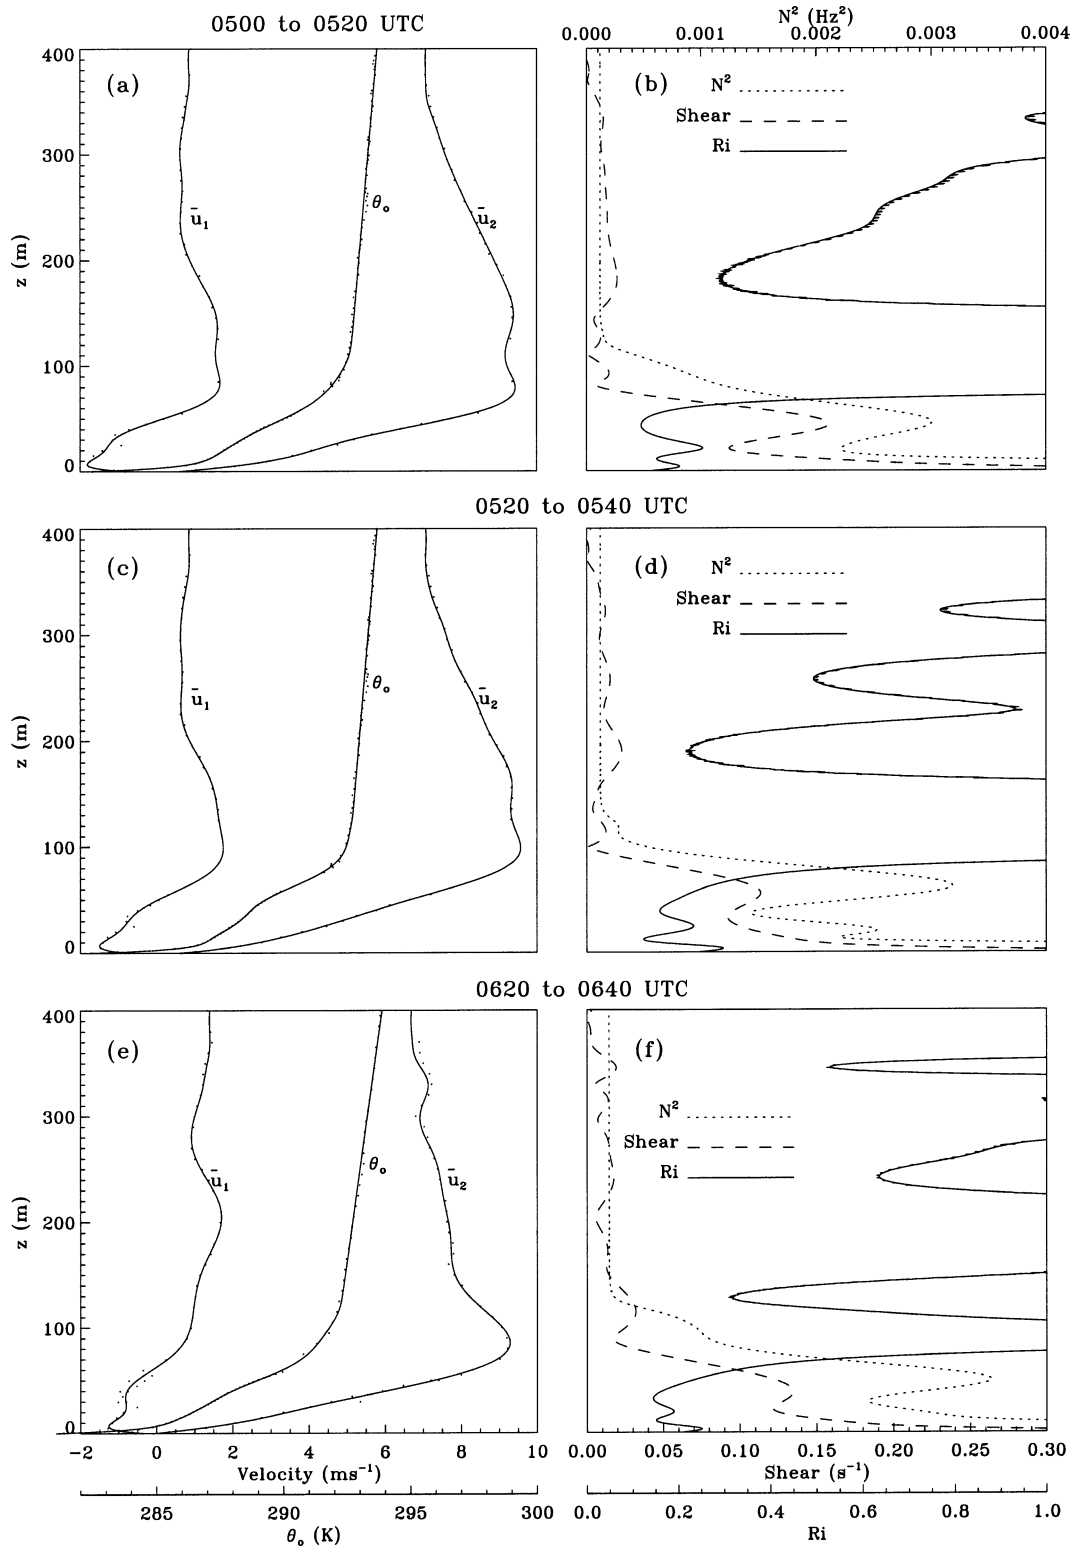 0500 to 0520 UTC
N² (Hz²)
0.000 0.001 0.002 0.003 0.004
400
300
200
100
0
z (m)
(a)
ū₁
θₒ
ū₂
(b)
N²
Shear
Ri
0520 to 0540 UTC
400
300
200
100
0
z (m)
(c)
ū₁
θₒ
ū₂
(d)
N²
Shear
Ri
0620 to 0640 UTC
400
300
200
100
0
z (m)
(e)
ū₁
θₒ
ū₂
(f)
N²
Shear
Ri
-2 0 2 4 6 8 10
Velocity (ms⁻¹)
285 290 295 300
θₒ (K)
0.00 0.05 0.10 0.15 0.20 0.25 0.30
Shear (s⁻¹)
0.0 0.2 0.4 0.6 0.8 1.0
Ri